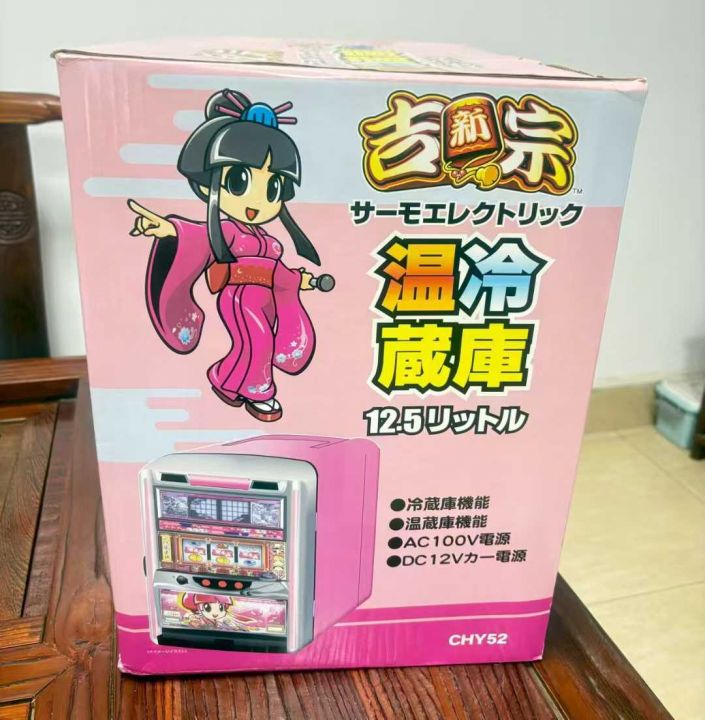 吉新宗
TM
サーモエレクトリック
温冷
蔵庫
12.5リットル
●冷蔵庫機能
●温蔵庫機能
●AC100V電源
●DC12Vカー電源
CHY52